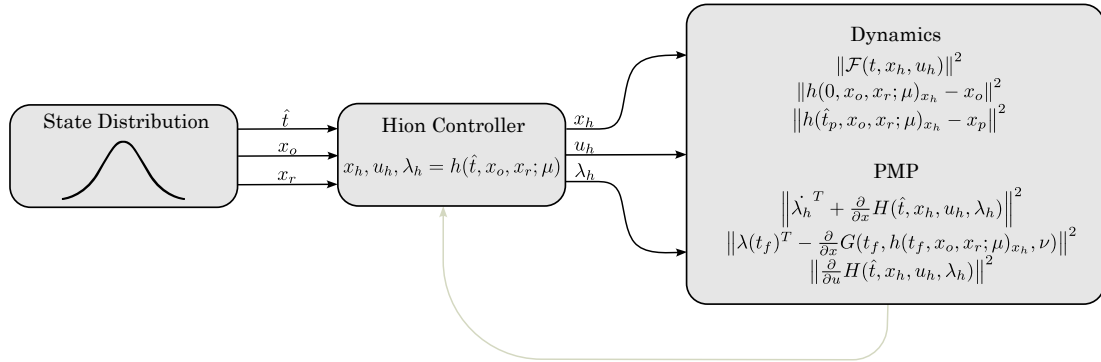 State Distribution
t̂
x_o
x_r
Hion Controller
x_h, u_h, λ_h = h(t̂, x_o, x_r; μ)
x_h
u_h
λ_h
Dynamics
‖ℱ(t, x_h, u_h)‖²
‖h(0, x_o, x_r; μ)_{x_h} − x_o‖²
‖h(t̂_p, x_o, x_r; μ)_{x_h} − x_p‖²
PMP
‖λ̇_h^T + ∂/∂x H(t̂, x_h, u_h, λ_h)‖²
‖λ(t_f)^T − ∂/∂x G(t_f, h(t_f, x_o, x_r; μ)_{x_h}, ν)‖²
‖∂/∂u H(t̂, x_h, u_h, λ_h)‖²